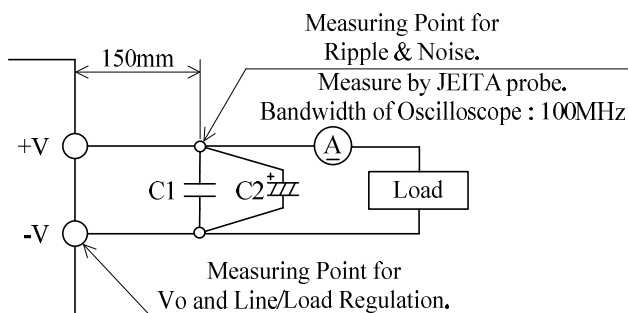 Measuring Point for
Ripple & Noise.
150mm
Measure by JEITA probe.
Bandwidth of Oscilloscope : 100MHz
+V
A
+
C1
C2
Load
-V
Measuring Point for
Vo and Line/Load Regulation.